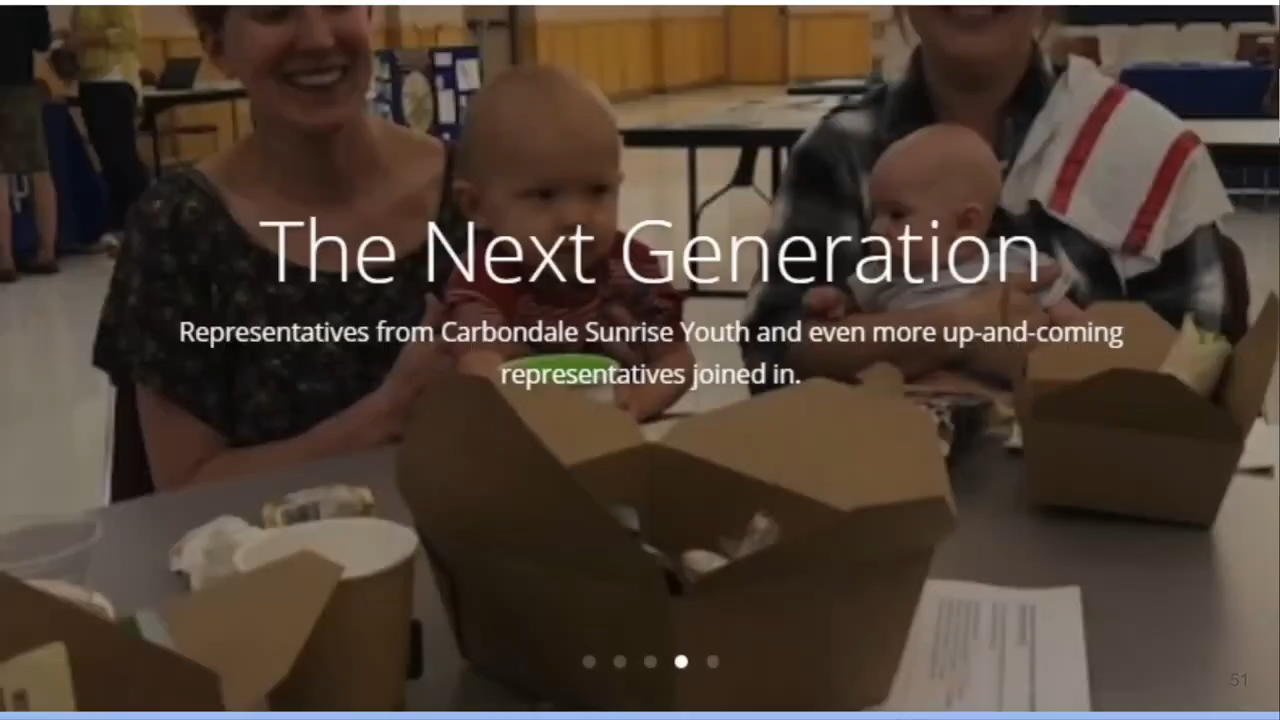 The Next Generation
Representatives from Carbondale Sunrise Youth and even more up-and-coming
representatives joined in.
51